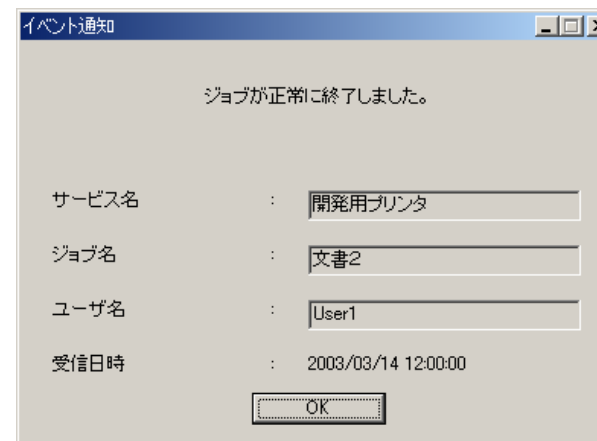 イベント通知
ジョブが正常に終了しました。
サービス名 : 開発用プリンタ
ジョブ名 : 文書2
ユーザ名 : User1
受信日時 : 2003/03/14 12:00:00
OK